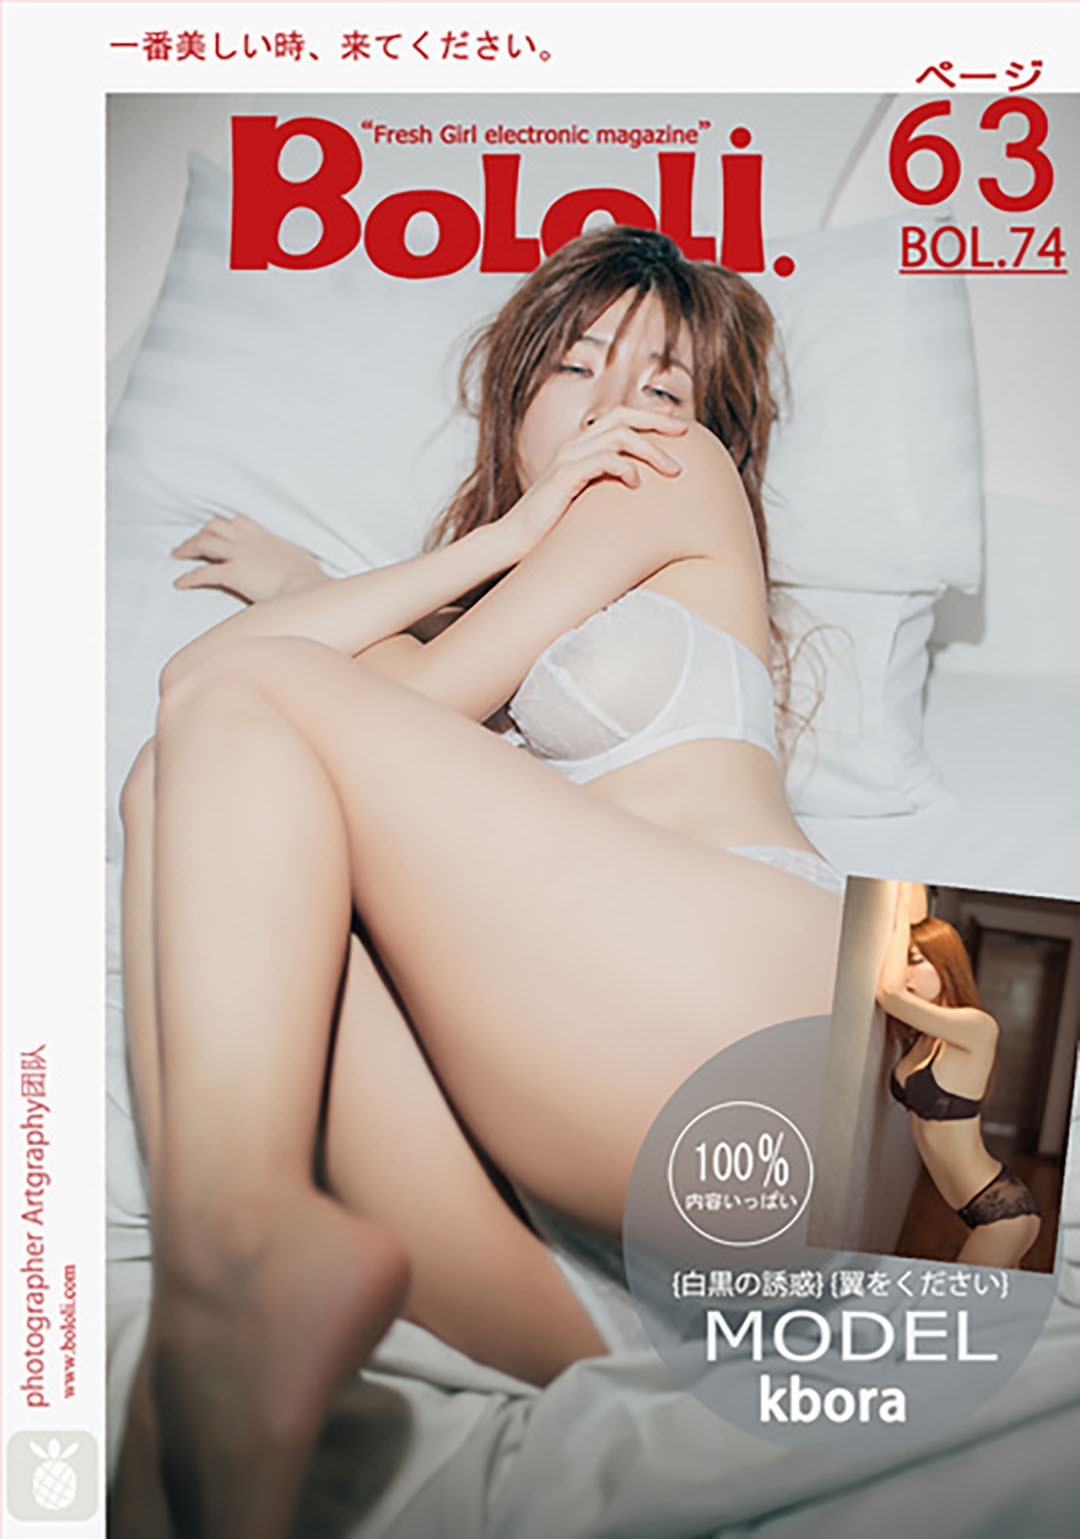 一番美しい時、来てください。
ページ
63
BOL.74
"Fresh Girl electronic magazine"
BOLOLi.
100%
内容いっぱい
{白黒の誘惑}{翼をください}
MODEL
kbora
photographer Artgraphy团队
www.bololi.com